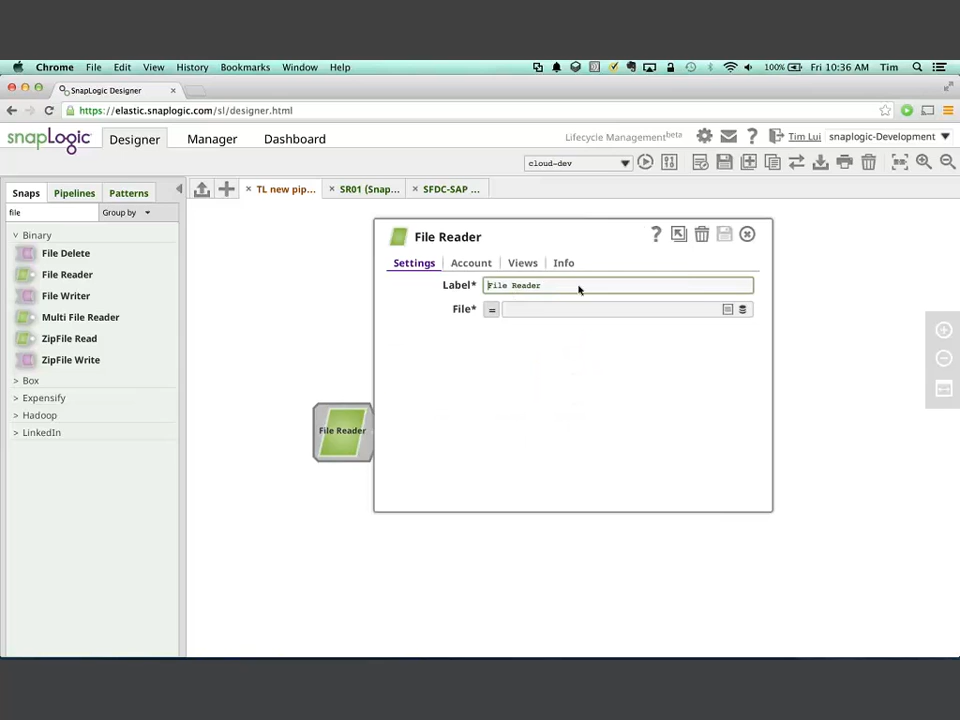 Chrome File Edit View History Bookmarks Window Help 100% Fri 10:36 AM Tim
SnapLogic Designer
https://elastic.snaplogic.com/sl/designer.html
snapLogic Designer Manager Dashboard Lifecycle Management beta Tim Lui snaplogic-Development
cloud-dev
Snaps Pipelines Patterns TL new pip... SR01 (Snap... SFDC-SAP ...
file Group by
Binary
File Delete
File Reader
File Writer
Multi File Reader
ZipFile Read
ZipFile Write
Box
Expensify
Hadoop
LinkedIn
File Reader
File Reader
Settings Account Views Info
Label* File Reader
File* =